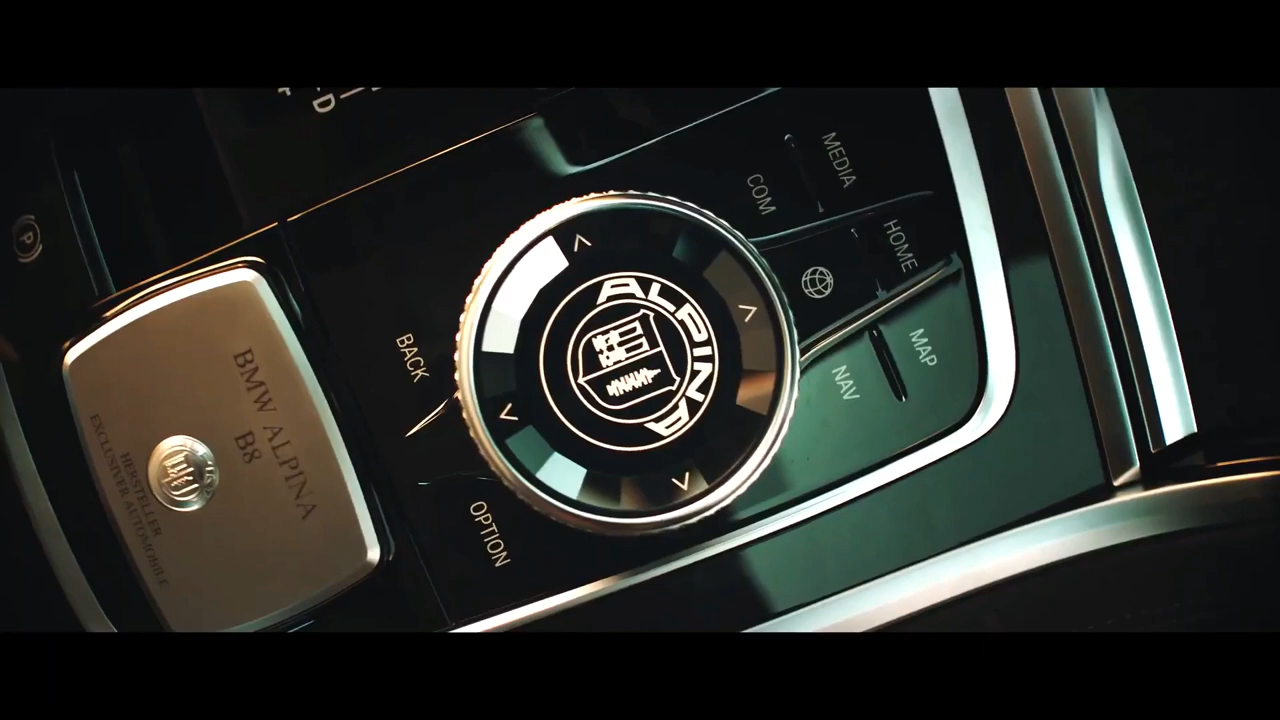 D
P
MEDIA
COM
HOME
MAP
NAV
BACK
OPTION
ALPINA
BMW ALPINA
B8
HERSTELLER
EXCLUSIVER AUTOMOBILE